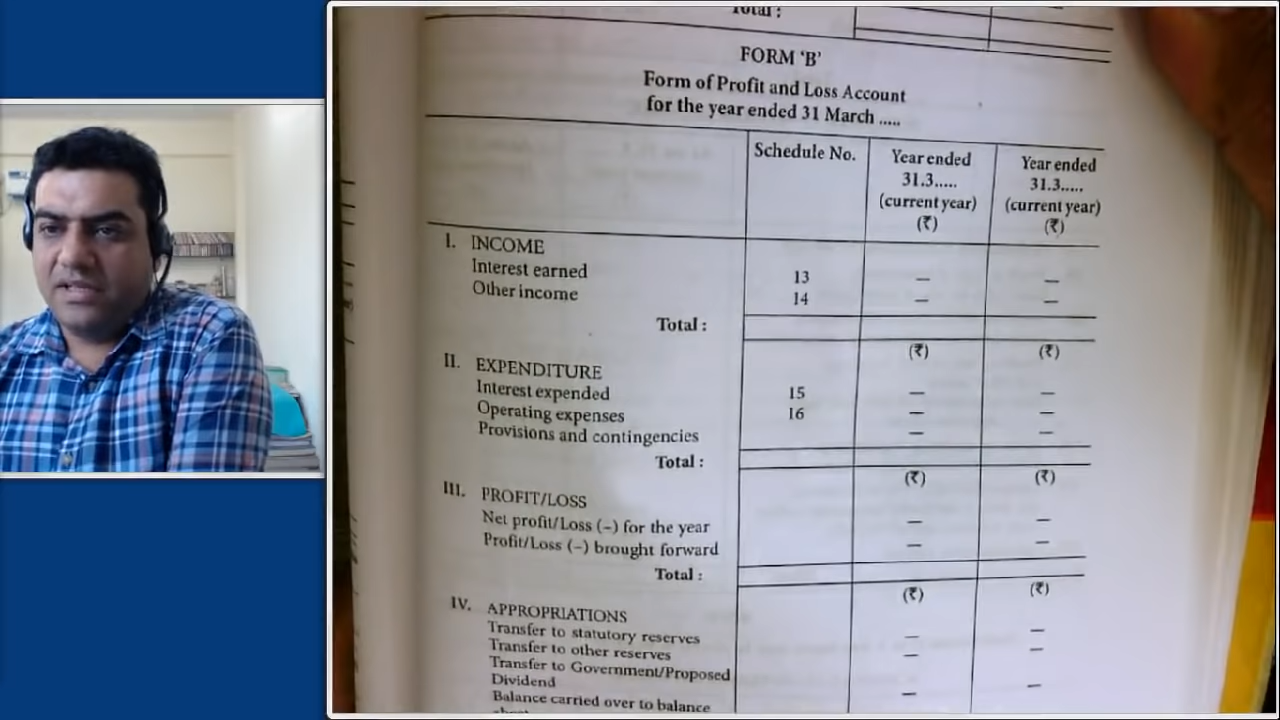 Total :
FORM ‘B’
Form of Profit and Loss Account
for the year ended 31 March .....
Schedule No.
Year ended
31.3.....
(current year)
(₹)
Year ended
31.3.....
(current year)
(₹)
I. INCOME
Interest earned 13 — —
Other income 14 — —
Total :
(₹) (₹)
II. EXPENDITURE
Interest expended 15 — —
Operating expenses 16 — —
Provisions and contingencies — —
Total :
(₹) (₹)
III. PROFIT/LOSS
Net profit/Loss (–) for the year — —
Profit/Loss (–) brought forward — —
Total :
(₹) (₹)
IV. APPROPRIATIONS
Transfer to statutory reserves — —
Transfer to other reserves — —
Transfer to Government/Proposed
Dividend — —
Balance carried over to balance